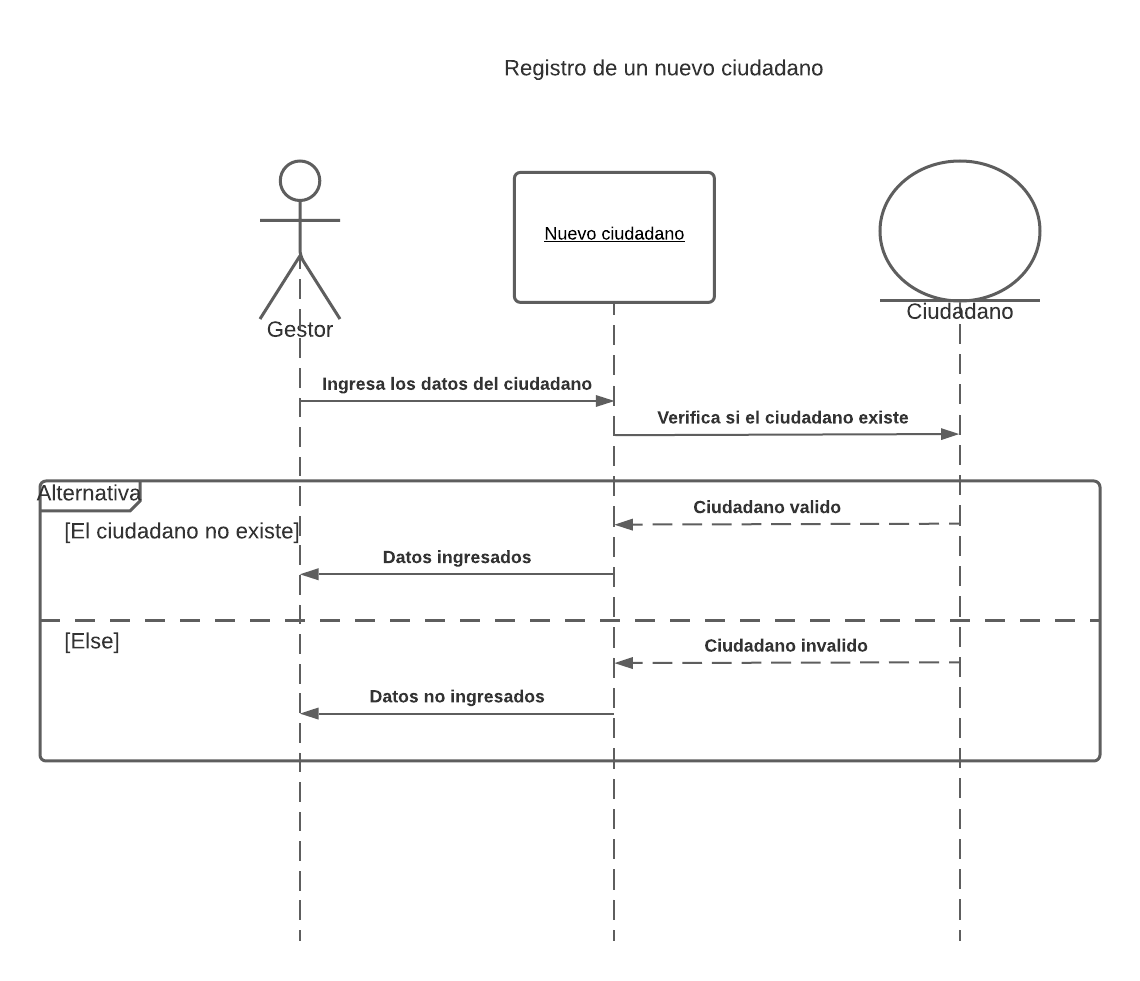 Registro de un nuevo ciudadano
Nuevo ciudadano
Gestor
Ciudadano
Ingresa los datos del ciudadano
Verifica si el ciudadano existe
Alternativa
Ciudadano valido
[El ciudadano no existe]
Datos ingresados
[Else]
Ciudadano invalido
Datos no ingresados